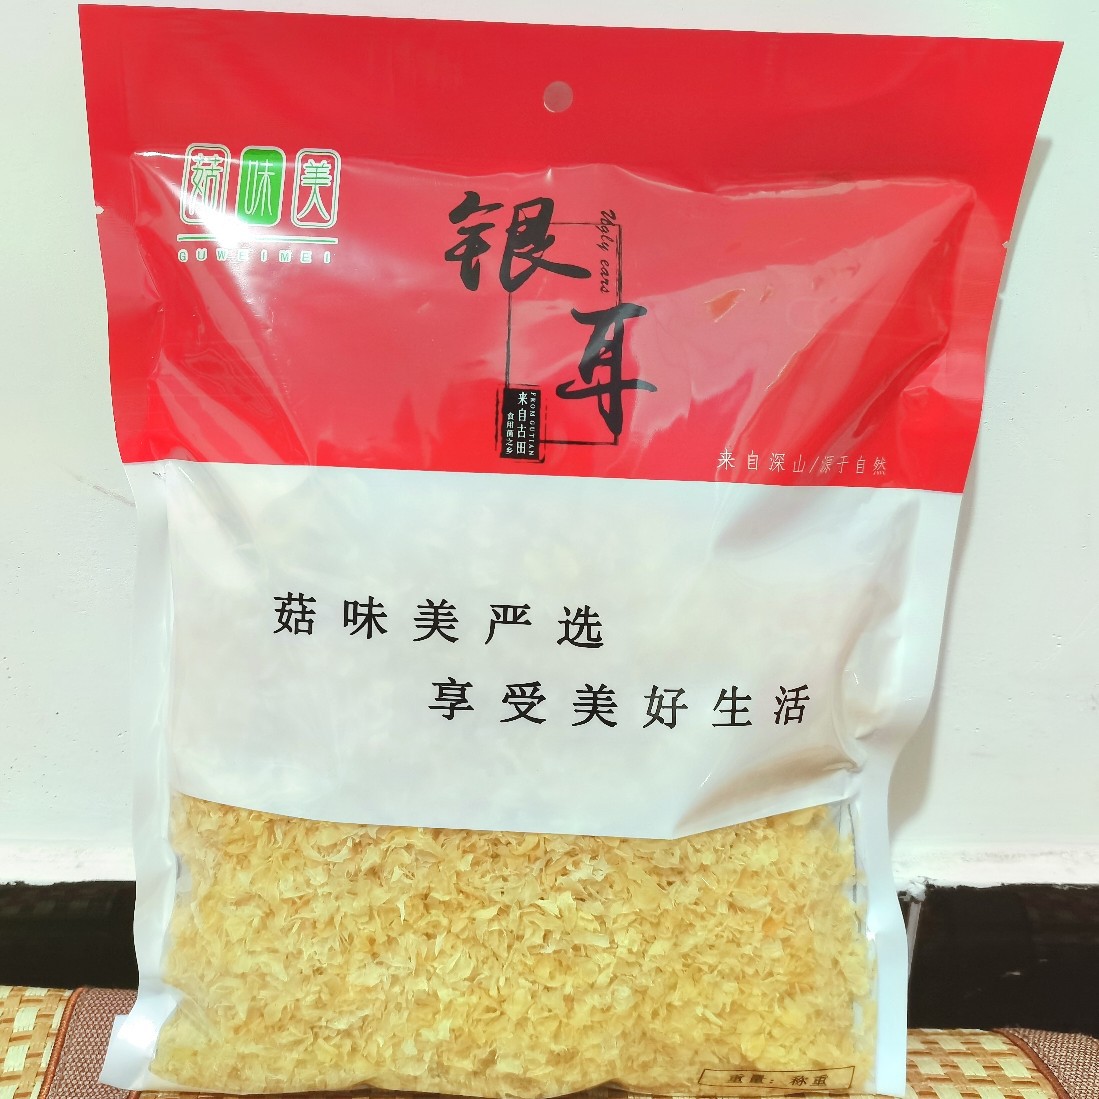 菇味美
GUWEIMEI
银耳
Ugly ears
FROM GUTIAN
来自古田
食用菌之乡
来自深山/源于自然
菇味美严选
享受美好生活
重量：称重